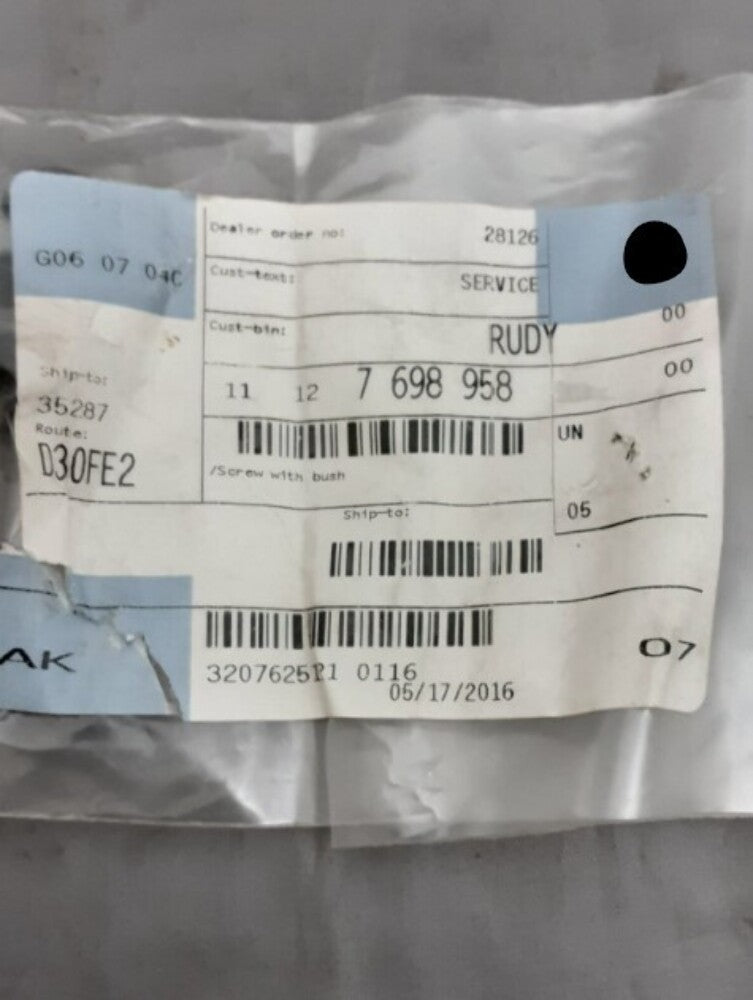 G06 07 04C
Dealer order no: 28126
Cust-text: SERVICE
Cust-bin: RUDY
00
00
Ship-to:
35287
Route:
D30FE2
11 12 7 698 958
/Screw with bush
UN
05
Ship-to:
AK
0116
05/17/2016
07